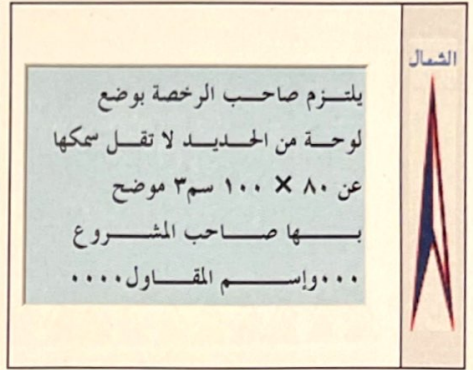 الشمال
يلتزم صاحب الرخصة بوضع
لوحة من الحديد لا تقل سمكها
عن ٨٠ × ١٠٠ سم٣ موضح
بها صاحب المشروع
٠٠٠وإسم المقاول٠٠٠٠